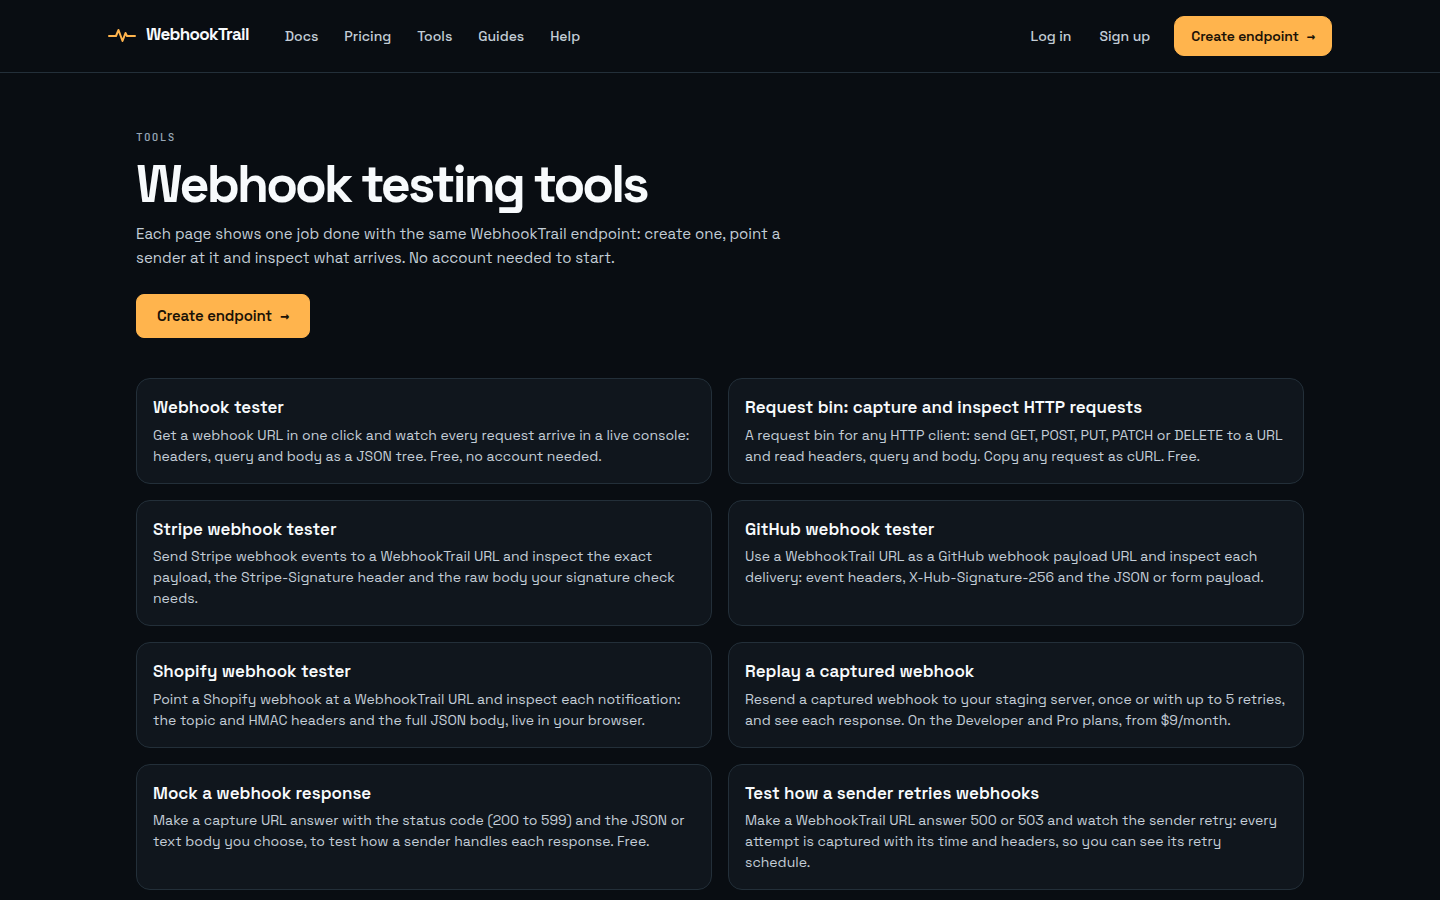 WebhookTrail Docs Pricing Tools Guides Help Log in Sign up Create endpoint →
TOOLS
Webhook testing tools
Each page shows one job done with the same WebhookTrail endpoint: create one, point a
sender at it and inspect what arrives. No account needed to start.
Create endpoint →
Webhook tester
Get a webhook URL in one click and watch every request arrive in a live console:
headers, query and body as a JSON tree. Free, no account needed.
Request bin: capture and inspect HTTP requests
A request bin for any HTTP client: send GET, POST, PUT, PATCH or DELETE to a URL
and read headers, query and body. Copy any request as cURL. Free.
Stripe webhook tester
Send Stripe webhook events to a WebhookTrail URL and inspect the exact
payload, the Stripe-Signature header and the raw body your signature check
needs.
GitHub webhook tester
Use a WebhookTrail URL as a GitHub webhook payload URL and inspect each
delivery: event headers, X-Hub-Signature-256 and the JSON or form payload.
Shopify webhook tester
Point a Shopify webhook at a WebhookTrail URL and inspect each notification:
the topic and HMAC headers and the full JSON body, live in your browser.
Replay a captured webhook
Resend a captured webhook to your staging server, once or with up to 5 retries,
and see each response. On the Developer and Pro plans, from $9/month.
Mock a webhook response
Make a capture URL answer with the status code (200 to 599) and the JSON or
text body you choose, to test how a sender handles each response. Free.
Test how a sender retries webhooks
Make a WebhookTrail URL answer 500 or 503 and watch the sender retry: every
attempt is captured with its time and headers, so you can see its retry
schedule.